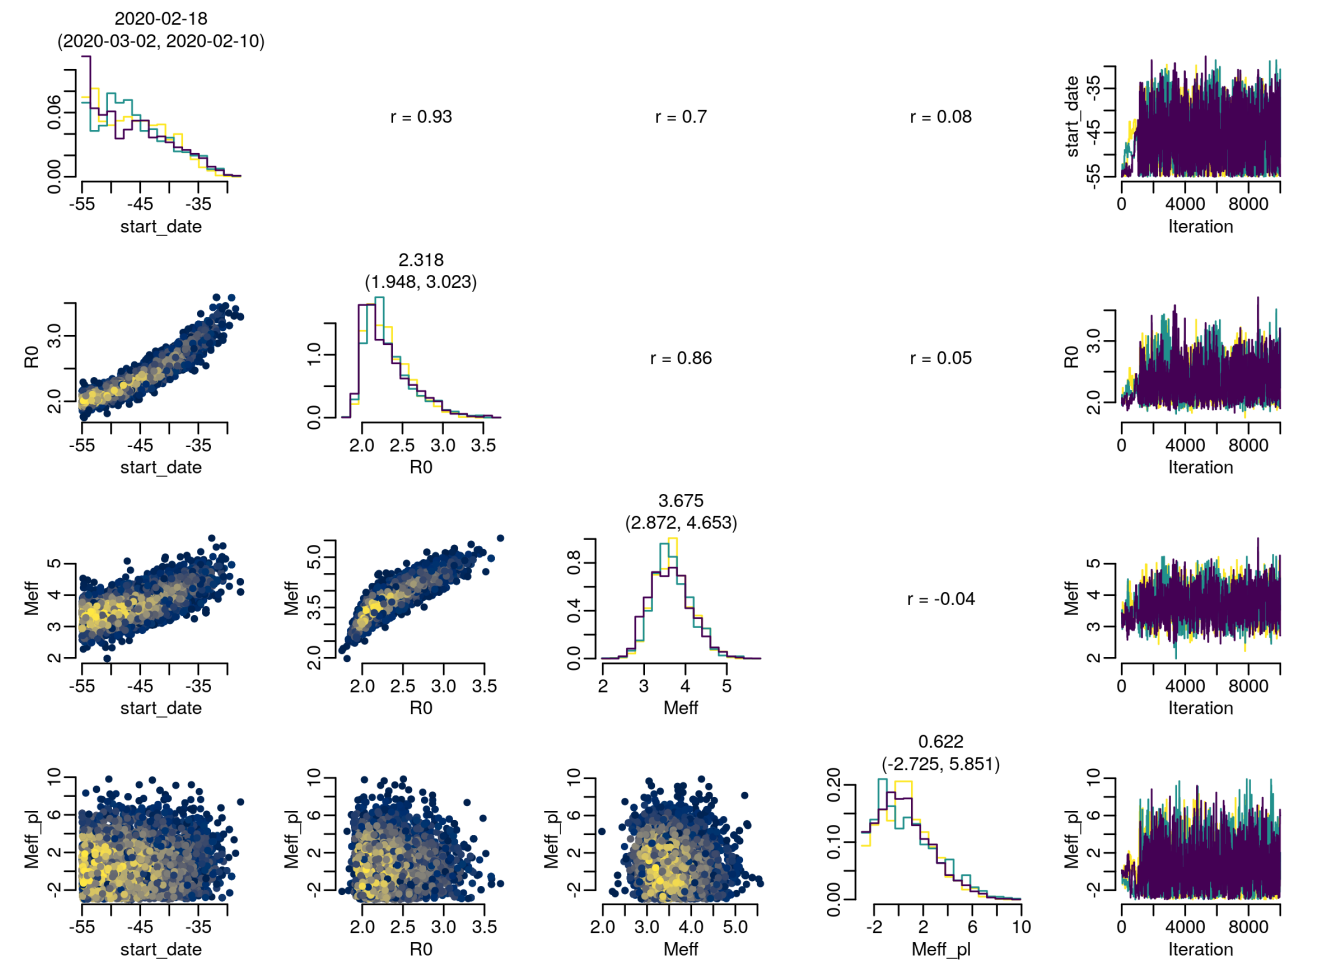 2020-02-18
(2020-03-02, 2020-02-10)
0.00 0.06
-55 -45 -35
start_date
r = 0.93
r = 0.7
r = 0.08
start_date
-55 -45 -35
0 4000 8000
Iteration
R0
2.0 3.0
-55 -45 -35
start_date
2.318
(1.948, 3.023)
0.0 1.0
2.0 2.5 3.0 3.5
R0
r = 0.86
r = 0.05
R0
2.0 3.0
0 4000 8000
Iteration
Meff
2 3 4 5
-55 -45 -35
start_date
Meff
2.0 3.5 5.0
2.0 2.5 3.0 3.5
R0
3.675
(2.872, 4.653)
0.0 0.4 0.8
2 3 4 5
Meff
r = -0.04
Meff
2 3 4 5
0 4000 8000
Iteration
Meff_pl
-2 2 6 10
-55 -45 -35
start_date
Meff_pl
-2 2 6 10
2.0 2.5 3.0 3.5
R0
Meff_pl
-2 2 6 10
2.0 3.0 4.0 5.0
Meff
0.622
(-2.725, 5.851)
0.00 0.10 0.20
-2 2 6 10
Meff_pl
Meff_pl
-2 2 6 10
0 4000 8000
Iteration